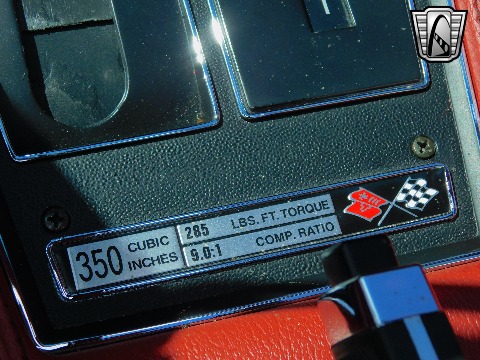 350 CUBIC INCHES
285 LBS. FT. TORQUE
9.0:1 COMP. RATIO